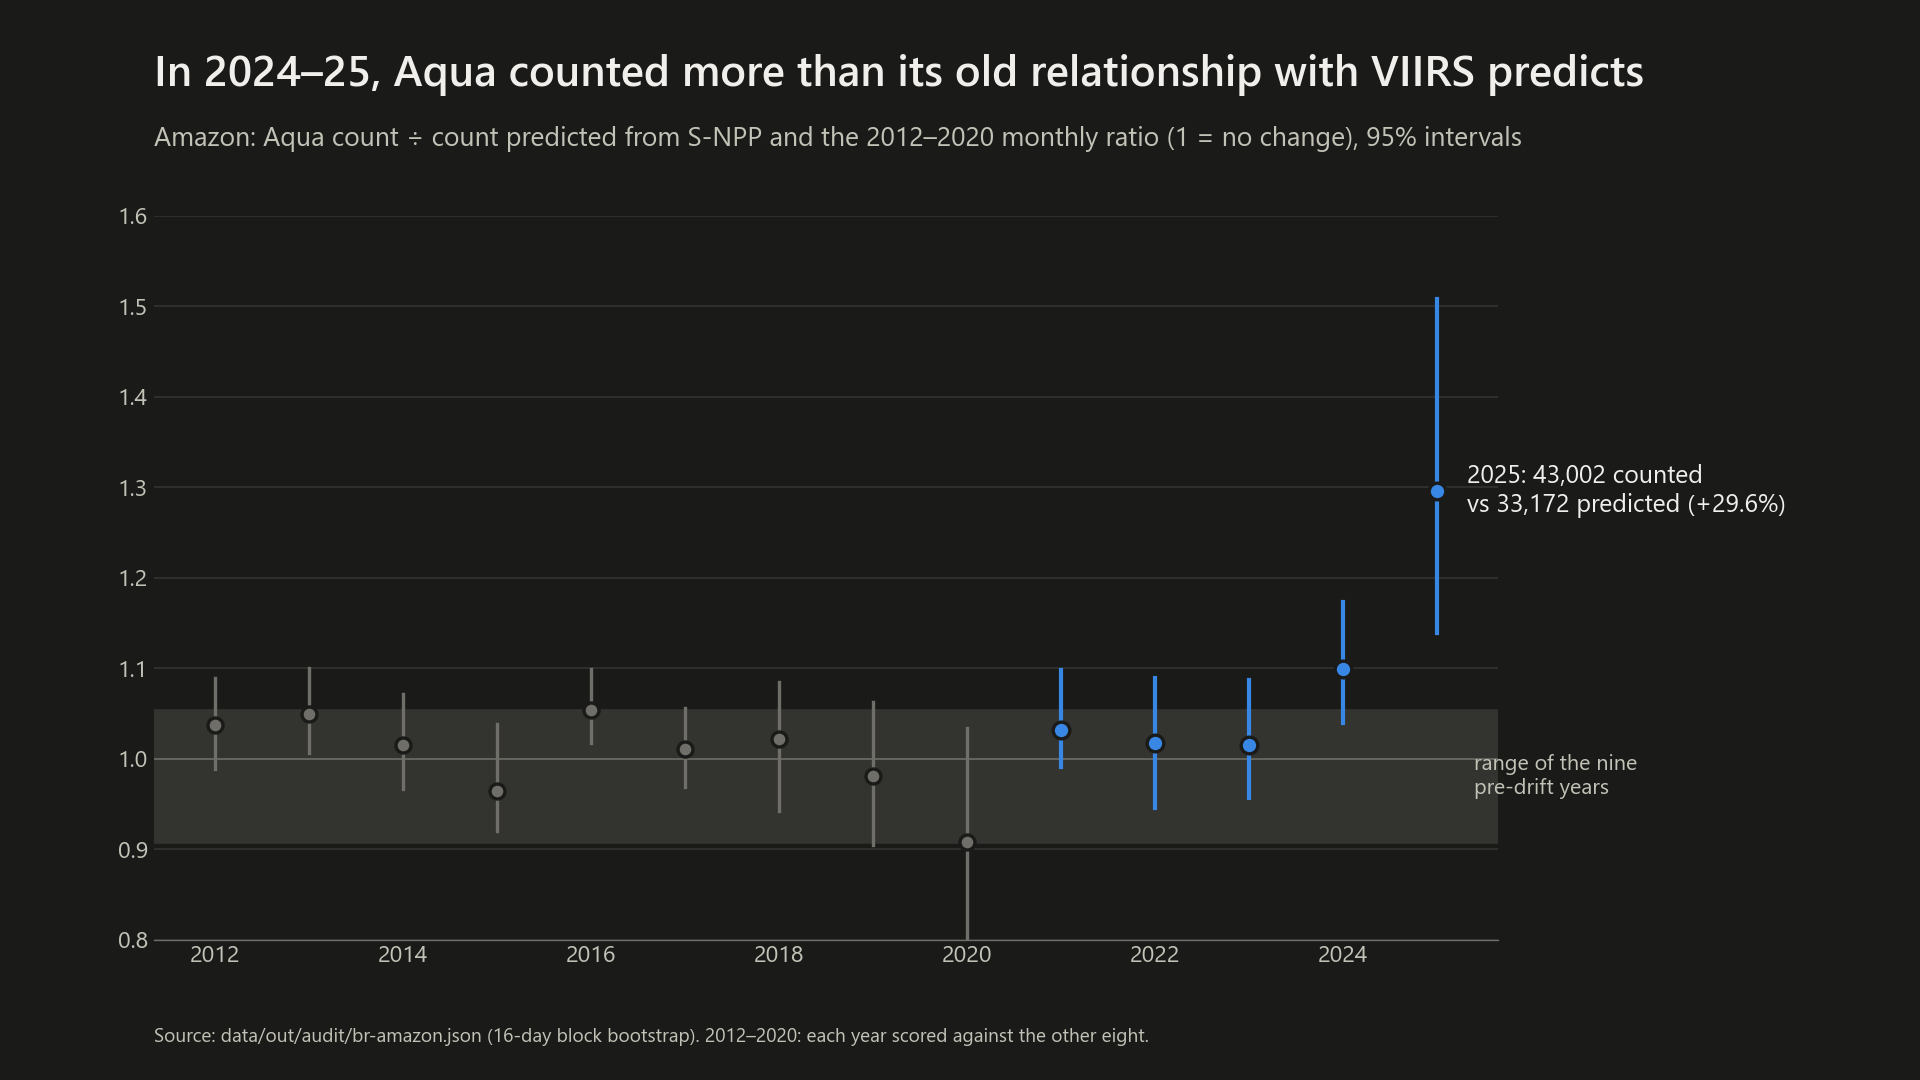 In 2024–25, Aqua counted more than its old relationship with VIIRS predicts
Amazon: Aqua count ÷ count predicted from S-NPP and the 2012–2020 monthly ratio (1 = no change), 95% intervals
1.6
1.5
1.4
1.3
2025: 43,002 counted
vs 33,172 predicted (+29.6%)
1.2
1.1
1.0
range of the nine
pre-drift years
0.9
0.8
2012 2014 2016 2018 2020 2022 2024
Source: data/out/audit/br-amazon.json (16-day block bootstrap). 2012–2020: each year scored against the other eight.